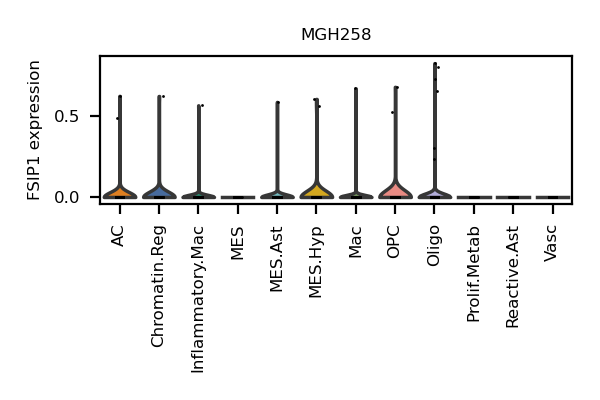 MGH258
FSIP1 expression
0.5
0.0
AC
Chromatin.Reg
Inflammatory.Mac
MES
MES.Ast
MES.Hyp
Mac
OPC
Oligo
Prolif.Metab
Reactive.Ast
Vasc